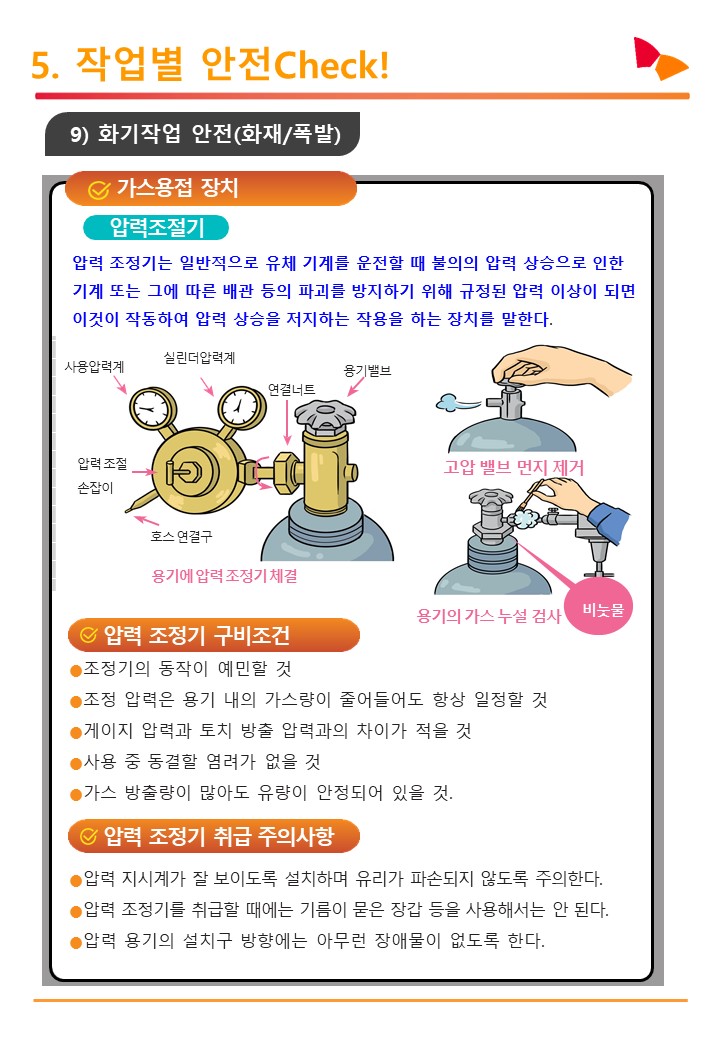 5. 작업별 안전Check!
9) 화기작업 안전(화재/폭발)
가스용접 장치
압력조절기
압력 조정기는 일반적으로 유체 기계를 운전할 때 불의의 압력 상승으로 인한
기계 또는 그에 따른 배관 등의 파괴를 방지하기 위해 규정된 압력 이상이 되면
이것이 작동하여 압력 상승을 저지하는 작용을 하는 장치를 말한다.
사용압력계
실린더압력계
연결너트
용기밸브
압력 조절
손잡이
호스 연결구
용기에 압력 조정기 체결
고압 밸브 먼지 제거
용기의 가스 누설 검사
비눗물
압력 조정기 구비조건
●조정기의 동작이 예민할 것
●조정 압력은 용기 내의 가스량이 줄어들어도 항상 일정할 것
●게이지 압력과 토치 방출 압력과의 차이가 적을 것
●사용 중 동결할 염려가 없을 것
●가스 방출량이 많아도 유량이 안정되어 있을 것.
압력 조정기 취급 주의사항
●압력 지시계가 잘 보이도록 설치하며 유리가 파손되지 않도록 주의한다.
●압력 조정기를 취급할 때에는 기름이 묻은 장갑 등을 사용해서는 안 된다.
●압력 용기의 설치구 방향에는 아무런 장애물이 없도록 한다.